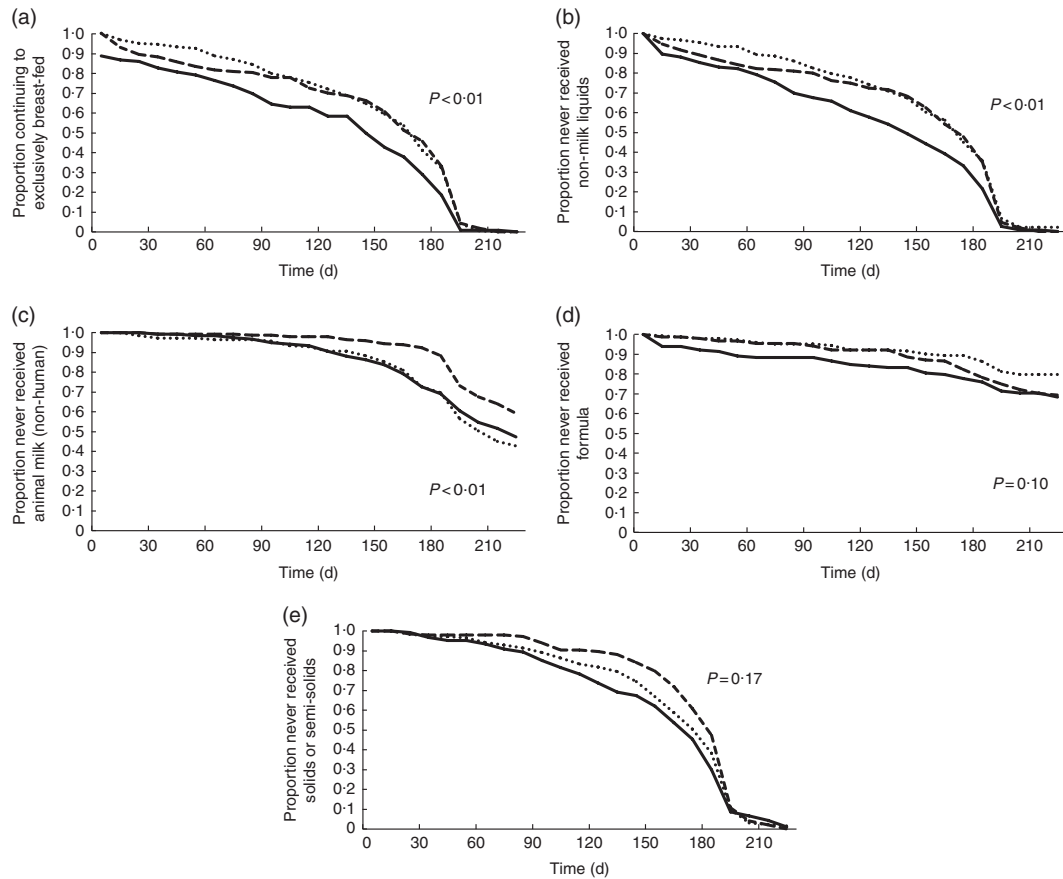 (a)
Proportion continuing to
exclusively breast-fed
1·0
0·9
0·8
0·7
0·6
0·5
0·4
0·3
0·2
0·1
0
P < 0·01
0 30 60 90 120 150 180 210
Time (d)
(b)
Proportion never received
non-milk liquids
1·0
0·9
0·8
0·7
0·6
0·5
0·4
0·3
0·2
0·1
0
P < 0·01
0 30 60 90 120 150 180 210
Time (d)
(c)
Proportion never received
animal milk (non-human)
1·0
0·9
0·8
0·7
0·6
0·5
0·4
0·3
0·2
0·1
0
P < 0·01
0 30 60 90 120 150 180 210
Time (d)
(d)
Proportion never received
formula
1·0
0·9
0·8
0·7
0·6
0·5
0·4
0·3
0·2
0·1
0
P = 0·10
0 30 60 90 120 150 180 210
Time (d)
(e)
Proportion never received
solids or semi-solids
1·0
0·9
0·8
0·7
0·6
0·5
0·4
0·3
0·2
0·1
0
P = 0·17
0 30 60 90 120 150 180 210
Time (d)